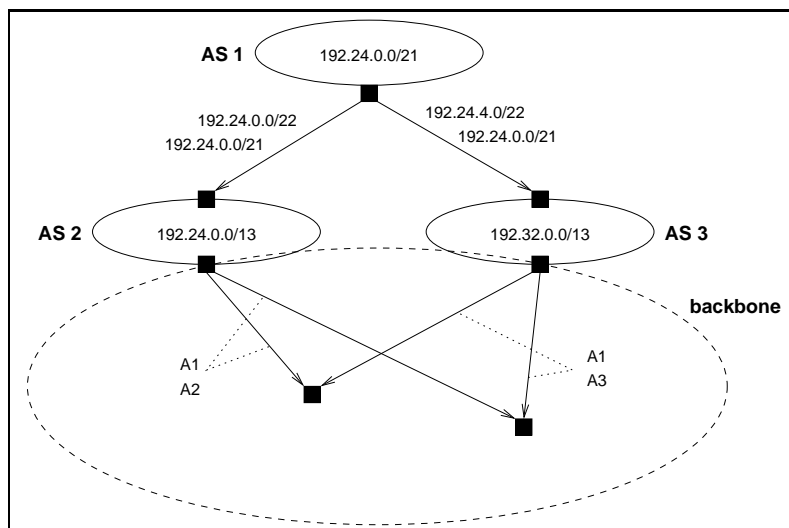 AS 1
192.24.0.0/21
192.24.0.0/22
192.24.0.0/21
192.24.4.0/22
192.24.0.0/21
AS 2
192.24.0.0/13
192.32.0.0/13
AS 3
backbone
A1
A2
A1
A3